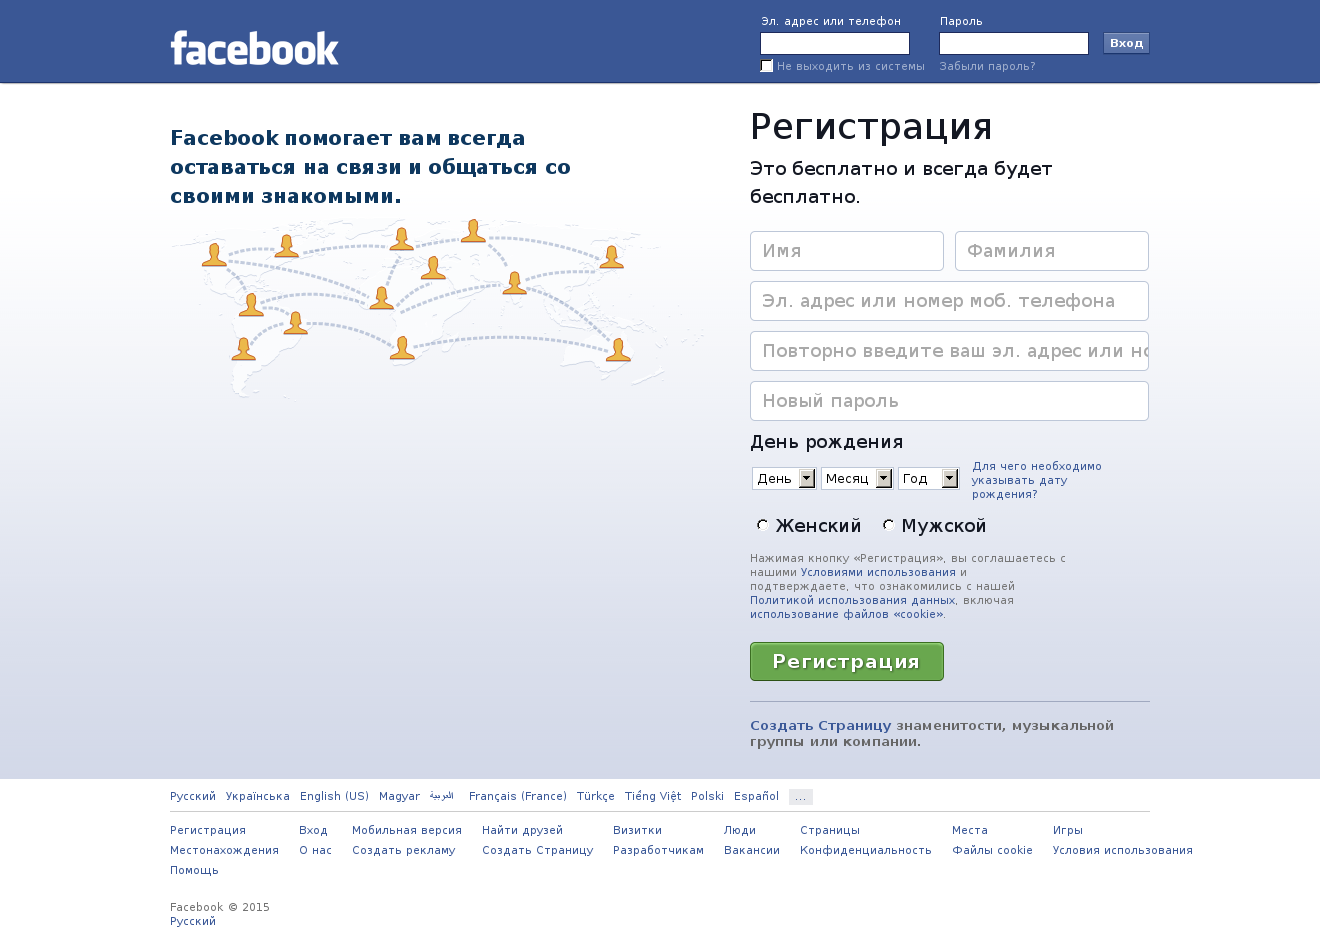 facebook
Эл. адрес или телефон
Пароль
Вход
Не выходить из системы
Забыли пароль?
Facebook помогает вам всегда
оставаться на связи и общаться со
своими знакомыми.
Регистрация
Это бесплатно и всегда будет
бесплатно.
Имя
Фамилия
Эл. адрес или номер моб. телефона
Повторно введите ваш эл. адрес или но
Новый пароль
День рождения
День
Месяц
Год
Для чего необходимо
указывать дату
рождения?
Женский
Мужской
Нажимая кнопку «Регистрация», вы соглашаетесь с
нашими Условиями использования и
подтверждаете, что ознакомились с нашей
Политикой использования данных, включая
использование файлов «cookie».
Регистрация
Создать Страницу знаменитости, музыкальной
группы или компании.
Русский Українська English (US) Magyar العربية Français (France) Türkçe Tiếng Việt Polski Español ...
Регистрация Вход Мобильная версия Найти друзей Визитки Люди Страницы Места Игры
Местонахождения О нас Создать рекламу Создать Страницу Разработчикам Вакансии Конфиденциальность Файлы cookie Условия использования
Помощь
Facebook © 2015
Русский